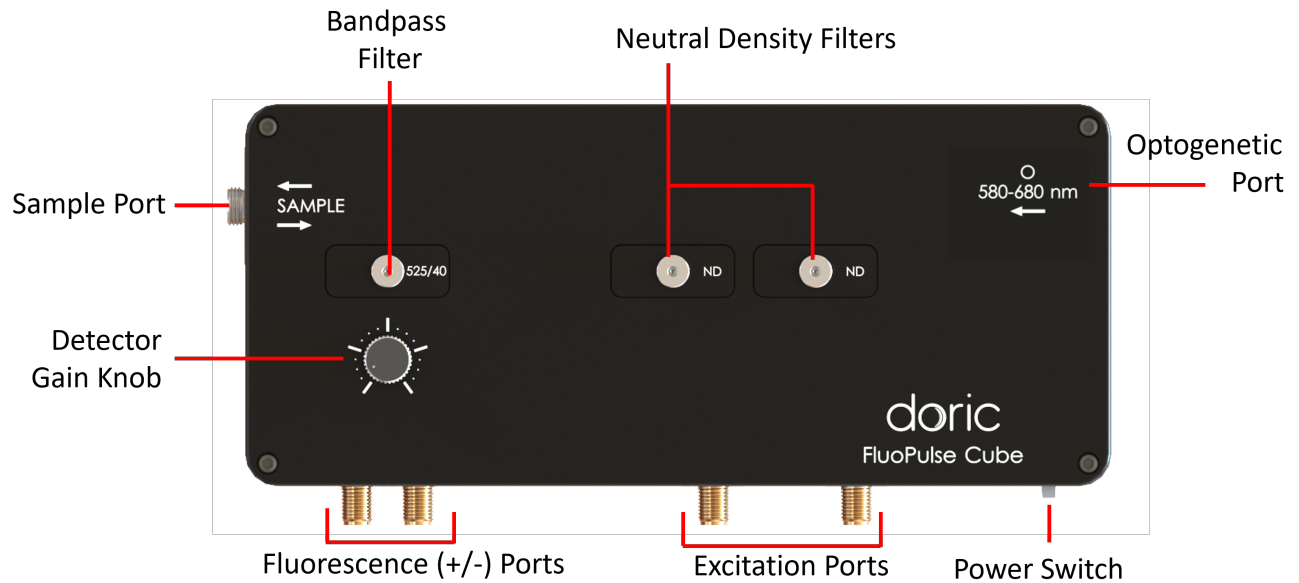 Bandpass
Filter
Neutral Density Filters
Optogenetic
Port
580-680 nm
Sample Port
SAMPLE
525/40
ND
ND
Detector
Gain Knob
doric
FluoPulse Cube
Fluorescence (+/-) Ports
Excitation Ports
Power Switch